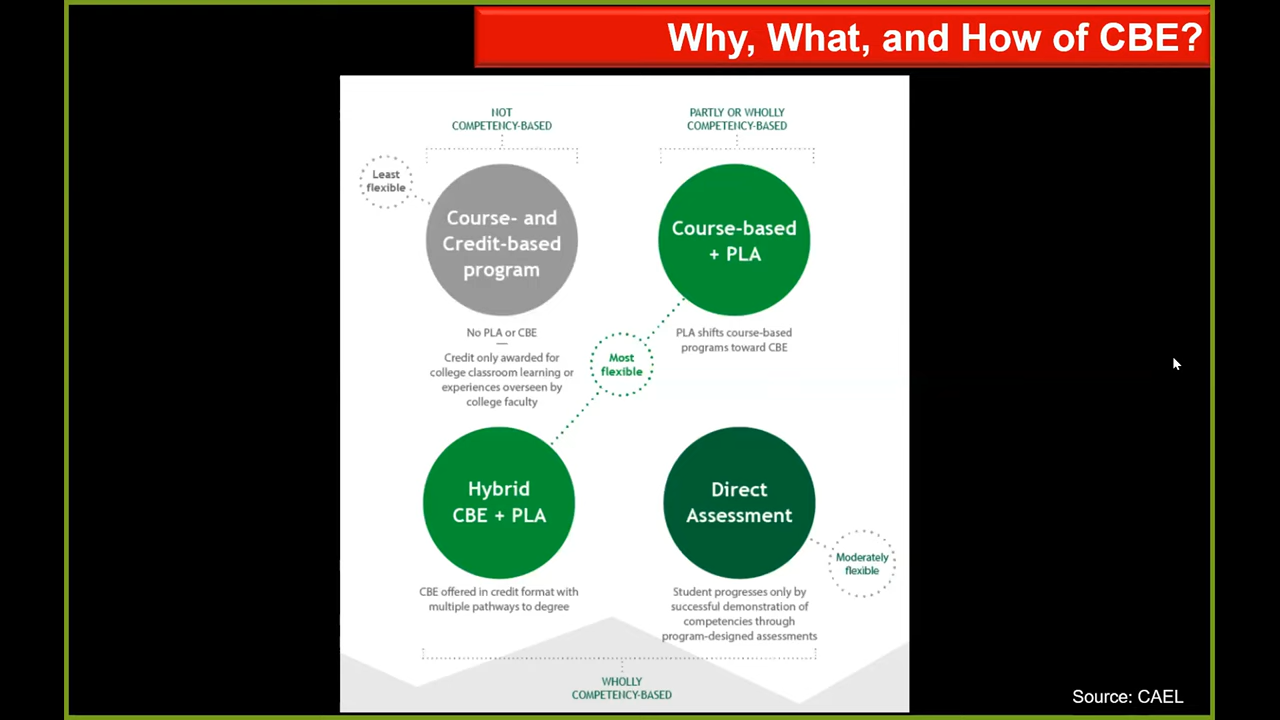 Why, What, and How of CBE?
NOT
COMPETENCY-BASED
PARTLY OR WHOLLY
COMPETENCY-BASED
Least
flexible
Course- and
Credit-based
program
Course-based
+ PLA
No PLA or CBE
Credit only awarded for
college classroom learning or
experiences overseen by
college faculty
PLA shifts course-based
programs toward CBE
Most
flexible
Hybrid
CBE + PLA
Direct
Assessment
Moderately
flexible
CBE offered in credit format with
multiple pathways to degree
Student progresses only by
successful demonstration of
competencies through
program-designed assessments
WHOLLY
COMPETENCY-BASED
Source: CAEL